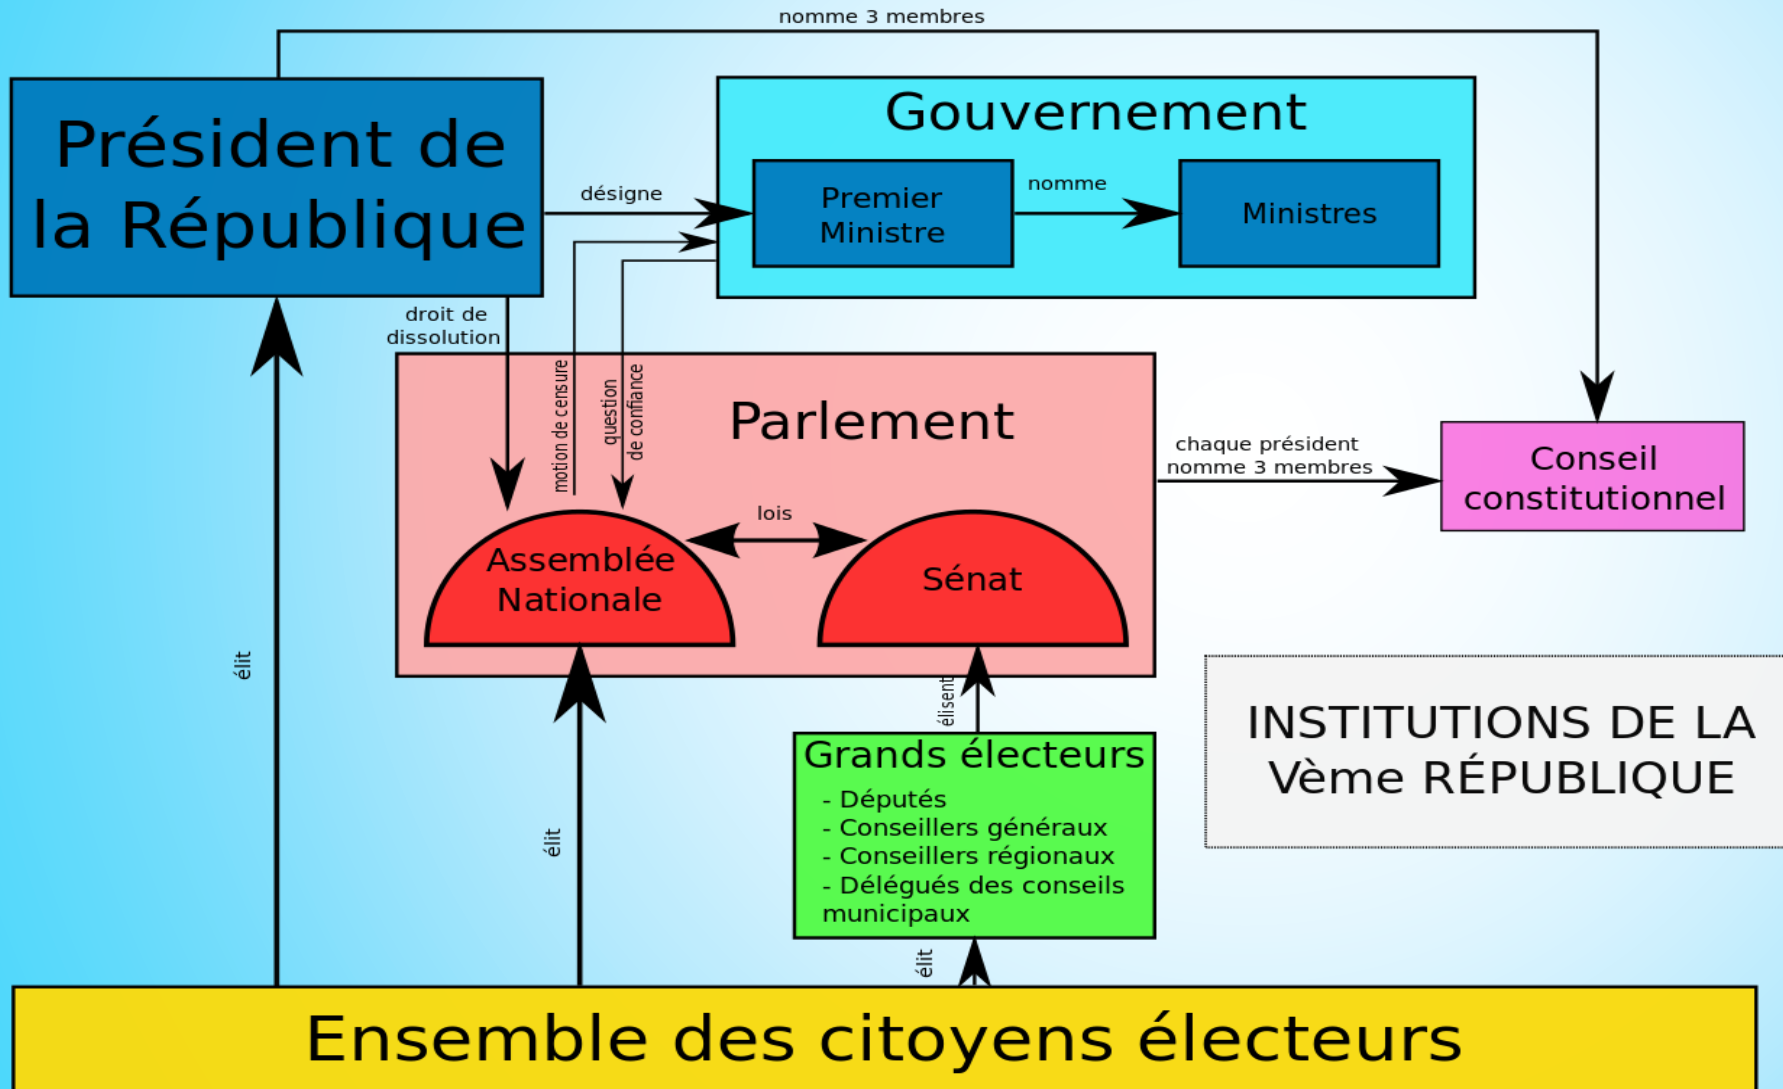 nomme 3 membres
Président de
la République
Gouvernement
désigne
Premier
Ministre
nomme
Ministres
droit de
dissolution
motion de censure
question
de confiance
Parlement
chaque président
nomme 3 membres
Conseil
constitutionnel
lois
Assemblée
Nationale
Sénat
élit
élisent
INSTITUTIONS DE LA
Vème RÉPUBLIQUE
Grands électeurs
- Députés
- Conseillers généraux
- Conseillers régionaux
- Délégués des conseils
municipaux
élit
élit
Ensemble des citoyens électeurs